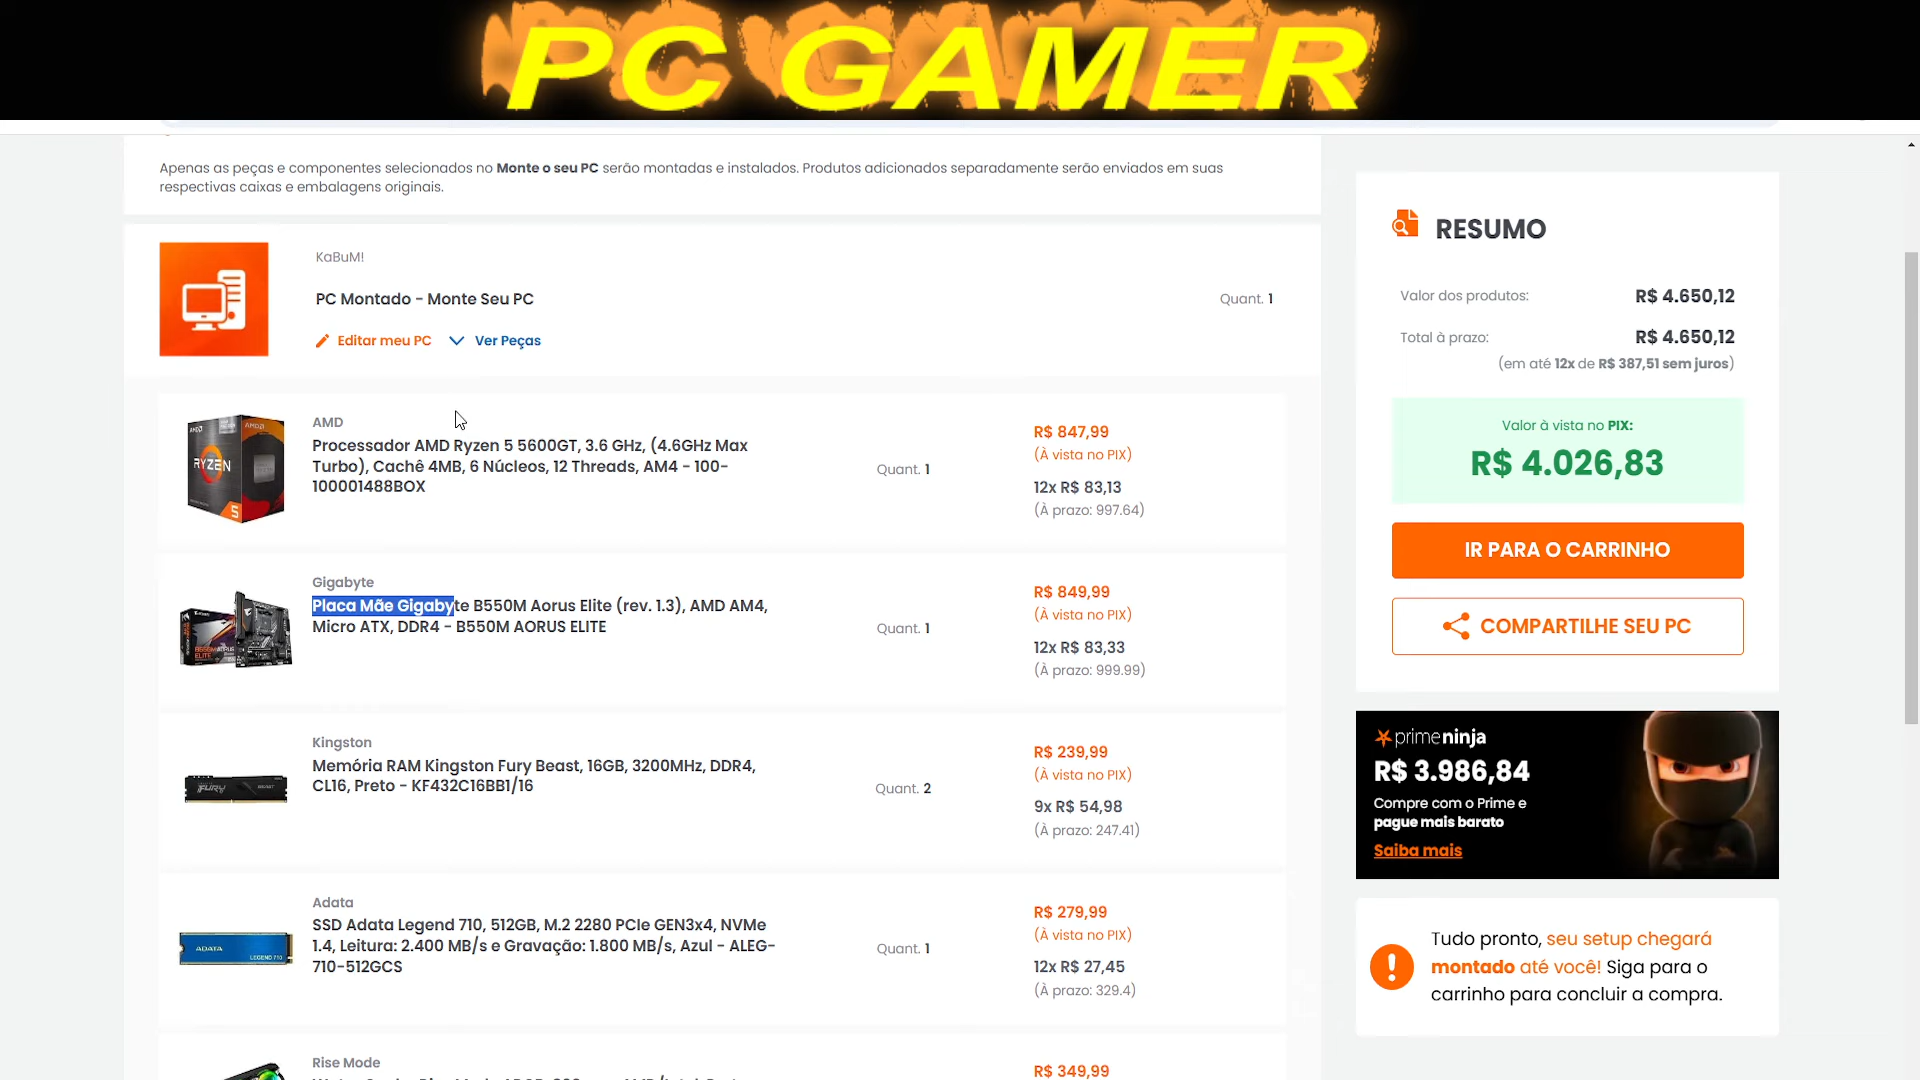 PC GAMER
Apenas as peças e componentes selecionados no Monte o seu PC serão montadas e instalados. Produtos adicionados separadamente serão enviados em suas
respectivas caixas e embalagens originais.
KaBuM!
PC Montado - Monte Seu PC
Quant. 1
Editar meu PC
Ver Peças
AMD
Processador AMD Ryzen 5 5600GT, 3.6 GHz, (4.6GHz Max
Turbo), Cachê 4MB, 6 Núcleos, 12 Threads, AM4 - 100-
100001488BOX
Quant. 1
R$ 847,99
(À vista no PIX)
12x R$ 83,13
(À prazo: 997.64)
AMD
AMD
RYZEN
5
Gigabyte
Placa Mãe Gigabyte B550M Aorus Elite (rev. 1.3), AMD AM4,
Micro ATX, DDR4 - B550M AORUS ELITE
Quant. 1
R$ 849,99
(À vista no PIX)
12x R$ 83,33
(À prazo: 999.99)
B550M AORUS
ELITE
Kingston
Memória RAM Kingston Fury Beast, 16GB, 3200MHz, DDR4,
CL16, Preto - KF432C16BB1/16
Quant. 2
R$ 239,99
(À vista no PIX)
9x R$ 54,98
(À prazo: 247.41)
FURY
BEAST
Adata
SSD Adata Legend 710, 512GB, M.2 2280 PCIe GEN3x4, NVMe
1.4, Leitura: 2.400 MB/s e Gravação: 1.800 MB/s, Azul - ALEG-
710-512GCS
Quant. 1
R$ 279,99
(À vista no PIX)
12x R$ 27,45
(À prazo: 329.4)
ADATA
LEGEND 710
Rise Mode
R$ 349,99
RESUMO
Valor dos produtos:
R$ 4.650,12
Total à prazo:
R$ 4.650,12
(em até 12x de R$ 387,51 sem juros)
Valor à vista no PIX:
R$ 4.026,83
IR PARA O CARRINHO
COMPARTILHE SEU PC
primeninja
R$ 3.986,84
Compre com o Prime e
pague mais barato
Saiba mais
Tudo pronto, seu setup chegará
montado até você! Siga para o
carrinho para concluir a compra.